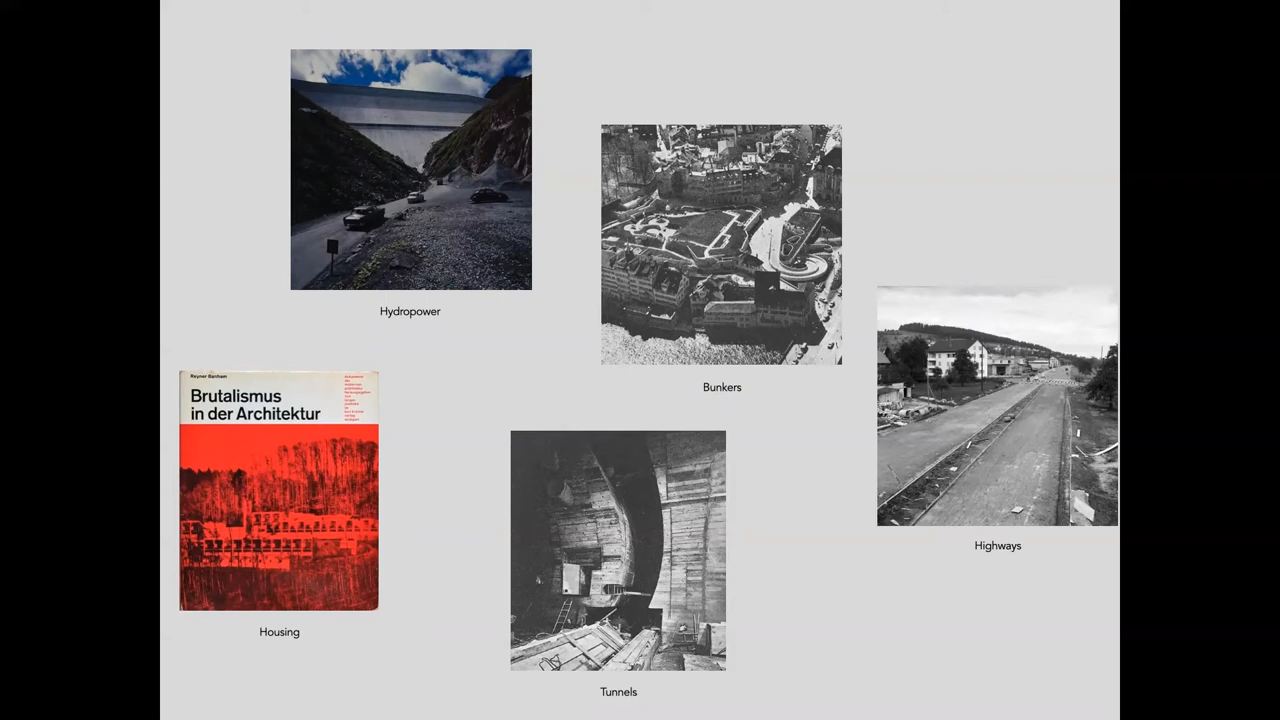 Hydropower
Bunkers
Reyner Banham
Brutalismus
in der Architektur
Highways
Housing
Tunnels